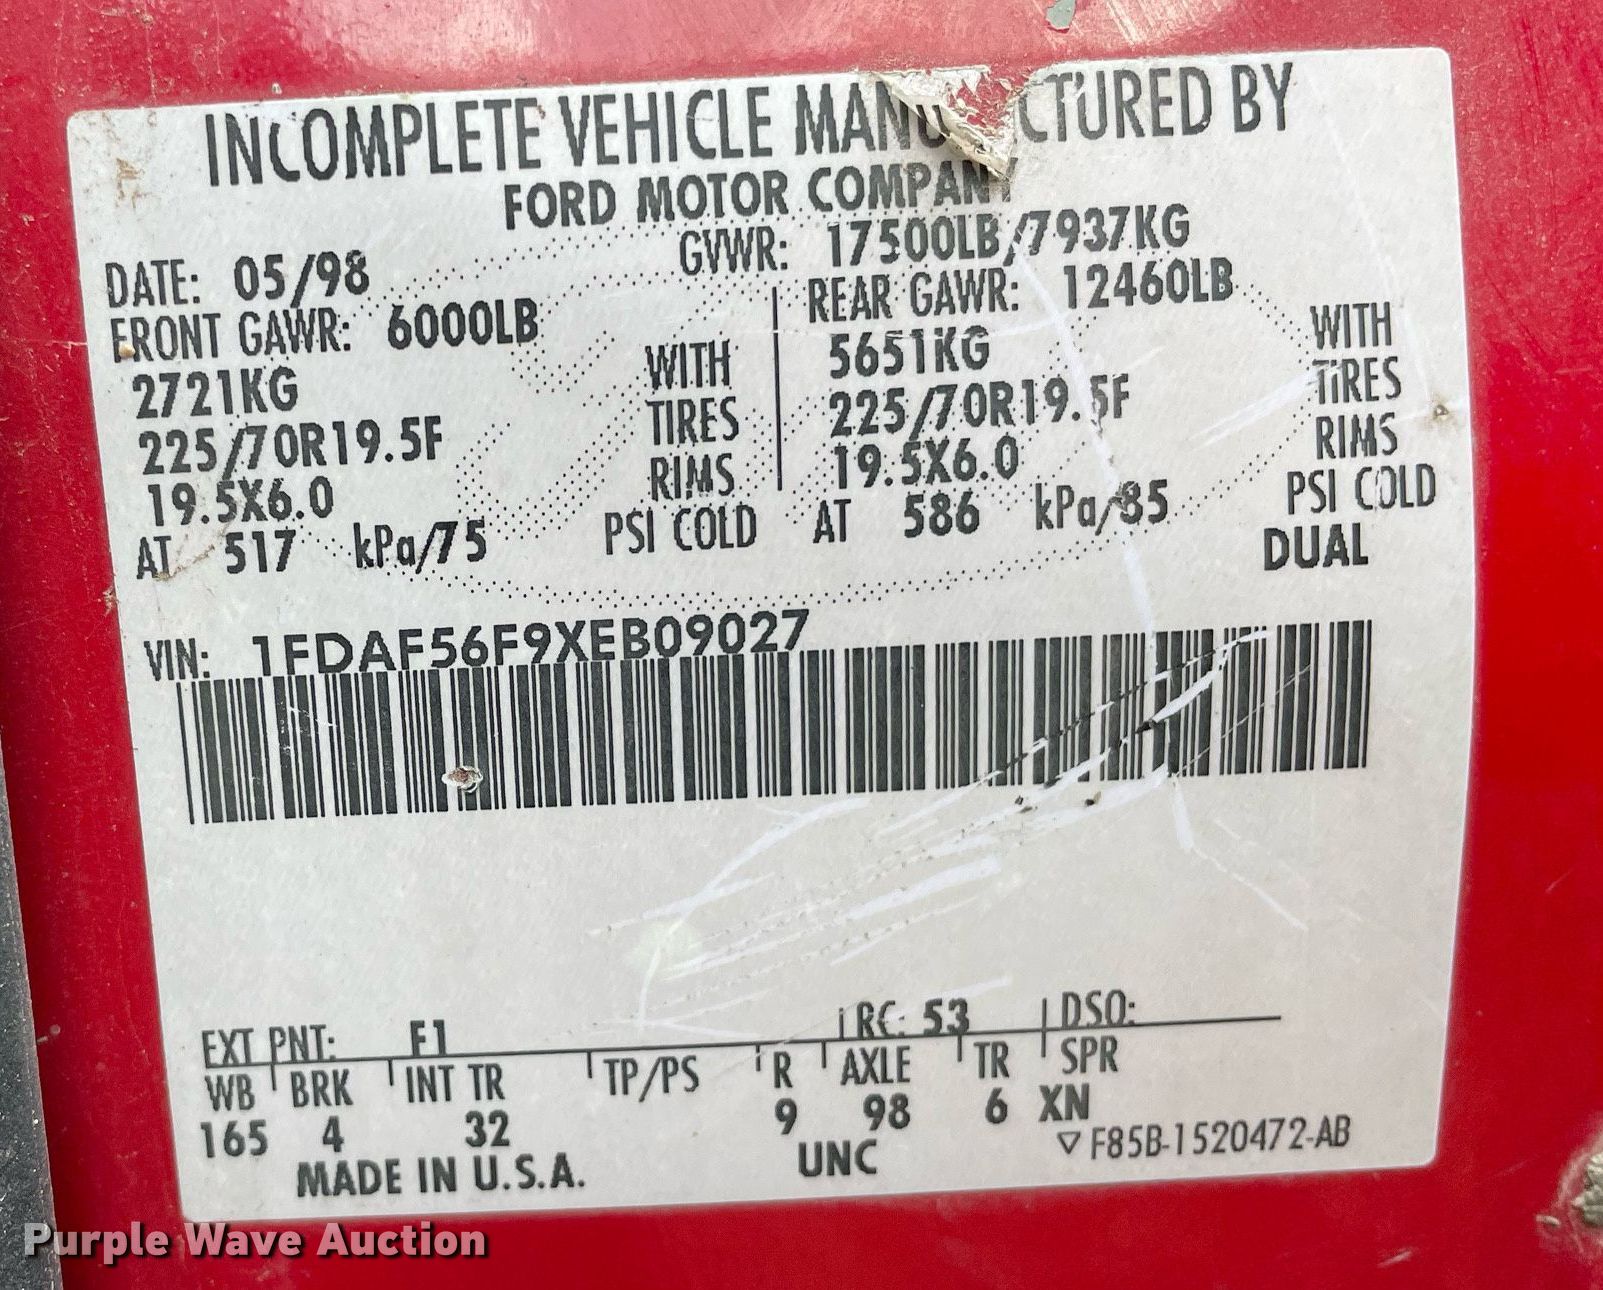 INCOMPLETE VEHICLE MANUFACTURED BY
FORD MOTOR COMPANY
DATE: 05/98 GVWR: 17500LB/7937KG
FRONT GAWR: 6000LB REAR GAWR: 12460LB
2721KG WITH 5651KG WITH
225/70R19.5F TIRES 225/70R19.5F TIRES
19.5X6.0 RIMS 19.5X6.0 RIMS
AT 517 kPa/75 PSI COLD AT 586 kPa/85 PSI COLD
DUAL
VIN: 1FDAF56F9XEB09027
EXT PNT: F1 RC: 53 DSO:
WB BRK INT TR TP/PS R AXLE TR SPR
165 4 32 9 98 6 XN
MADE IN U.S.A. UNC ▽ F85B-1520472-AB
Purple Wave Auction